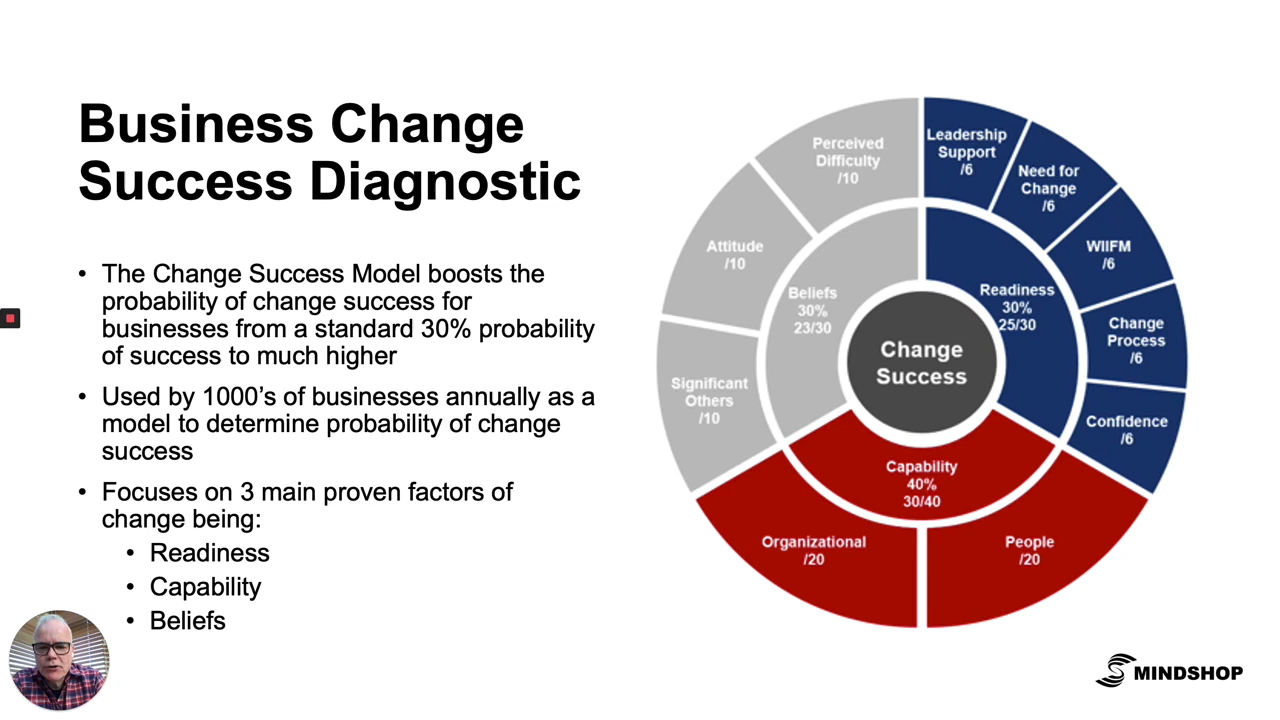 Business Change
Success Diagnostic
• The Change Success Model boosts the
probability of change success for
businesses from a standard 30% probability
of success to much higher
• Used by 1000’s of businesses annually as a
model to determine probability of change
success
• Focuses on 3 main proven factors of
change being:
• Readiness
• Capability
• Beliefs
Perceived
Difficulty
/10
Attitude
/10
Significant
Others
/10
Beliefs
30%
23/30
Leadership
Support
/6
Need for
Change
/6
WIIFM
/6
Change
Process
/6
Confidence
/6
Readiness
30%
25/30
Change
Success
Capability
40%
30/40
Organizational
/20
People
/20
MINDSHOP